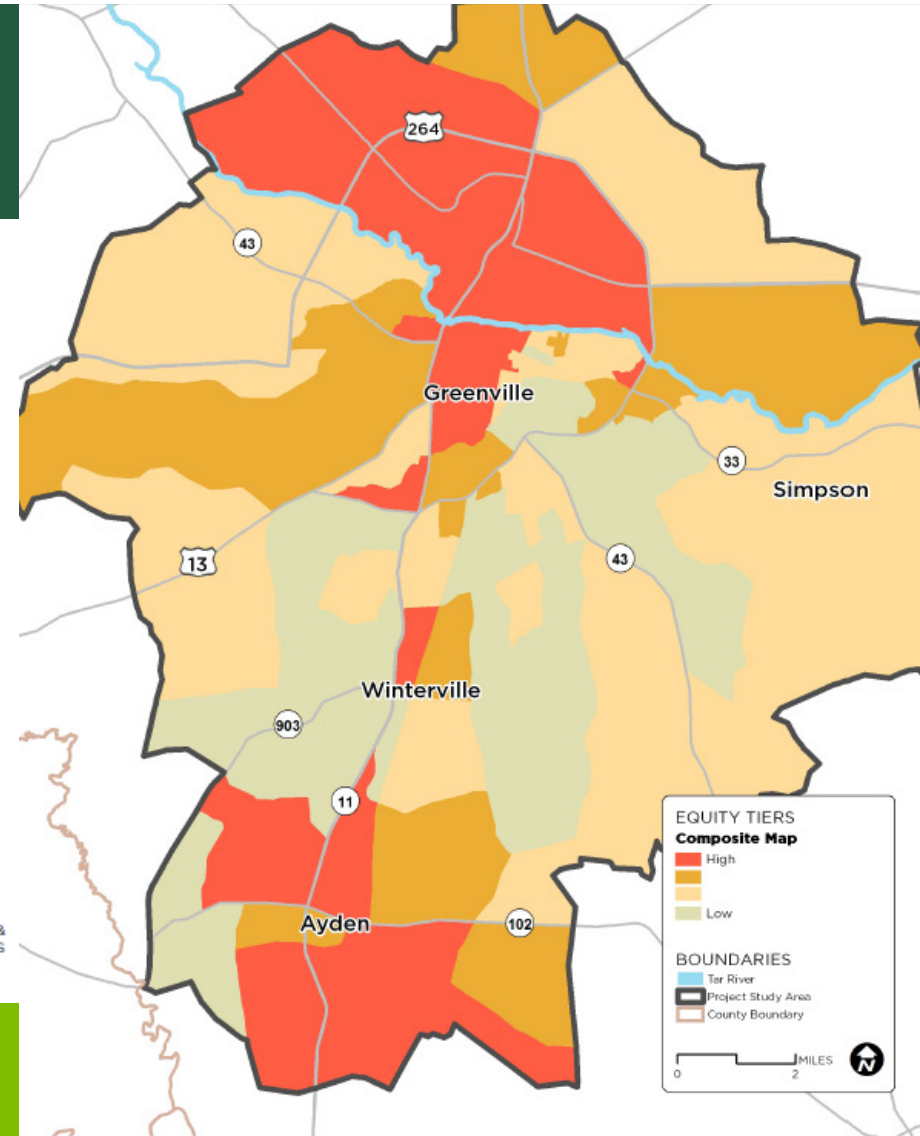 264
43
Greenville
33
Simpson
13
43
Winterville
903
11
Ayden
102
&
S
EQUITY TIERS
Composite Map
High
Low
BOUNDARIES
Tar River
Project Study Area
County Boundary
MILES
0 2
N